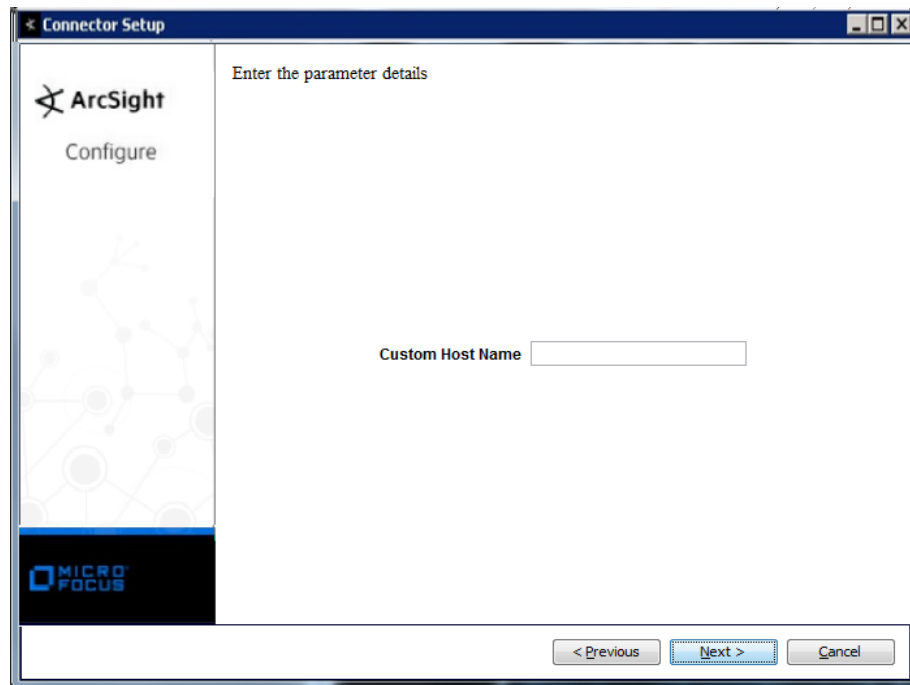 Connector Setup
ArcSight
Configure
Enter the parameter details
Custom Host Name
MICRO
FOCUS
< Previous
Next >
Cancel